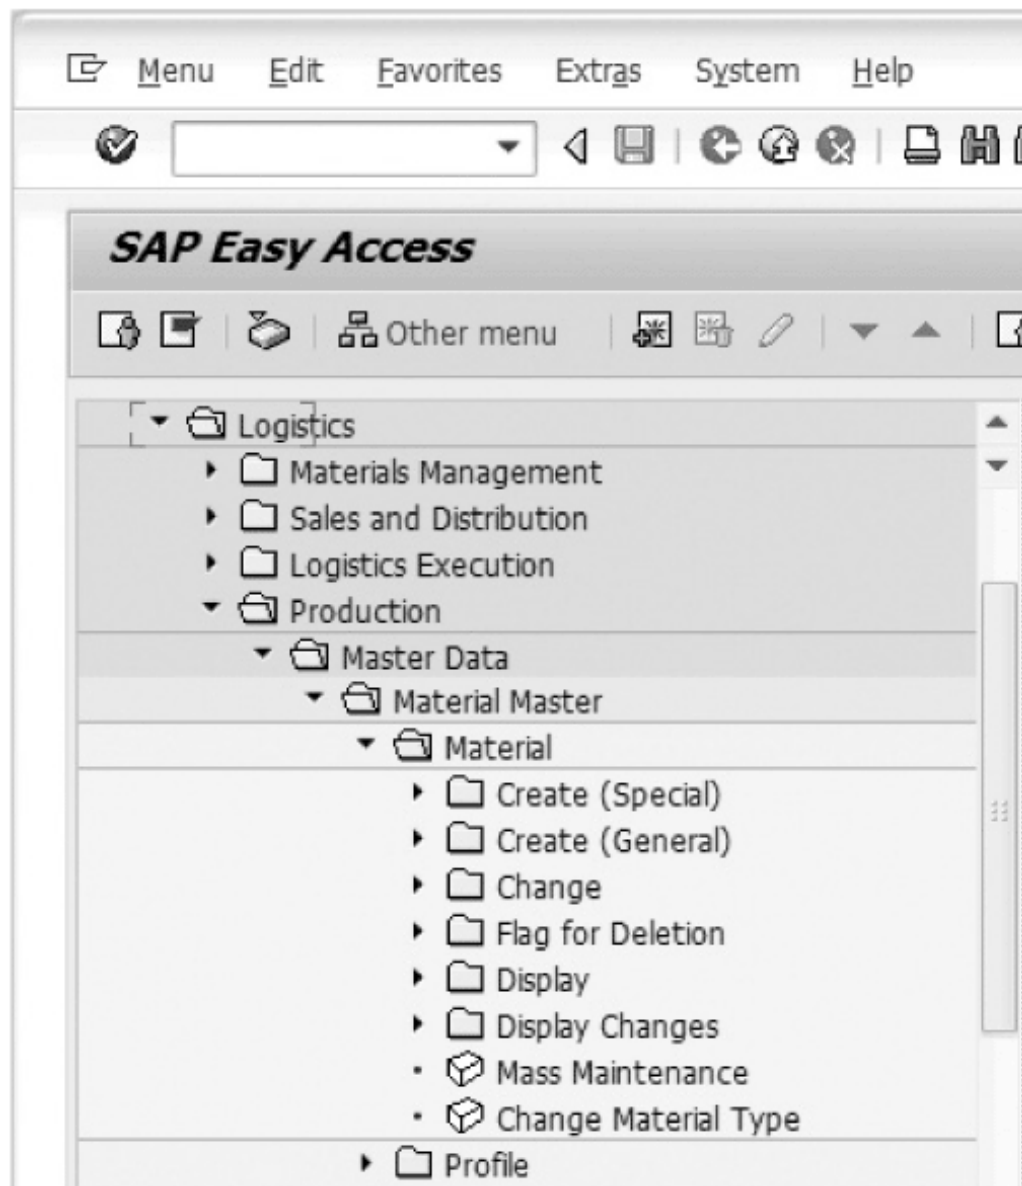 Menu Edit Favorites Extras System Help
SAP Easy Access
Other menu
Logistics
Materials Management
Sales and Distribution
Logistics Execution
Production
Master Data
Material Master
Material
Create (Special)
Create (General)
Change
Flag for Deletion
Display
Display Changes
Mass Maintenance
Change Material Type
Profile